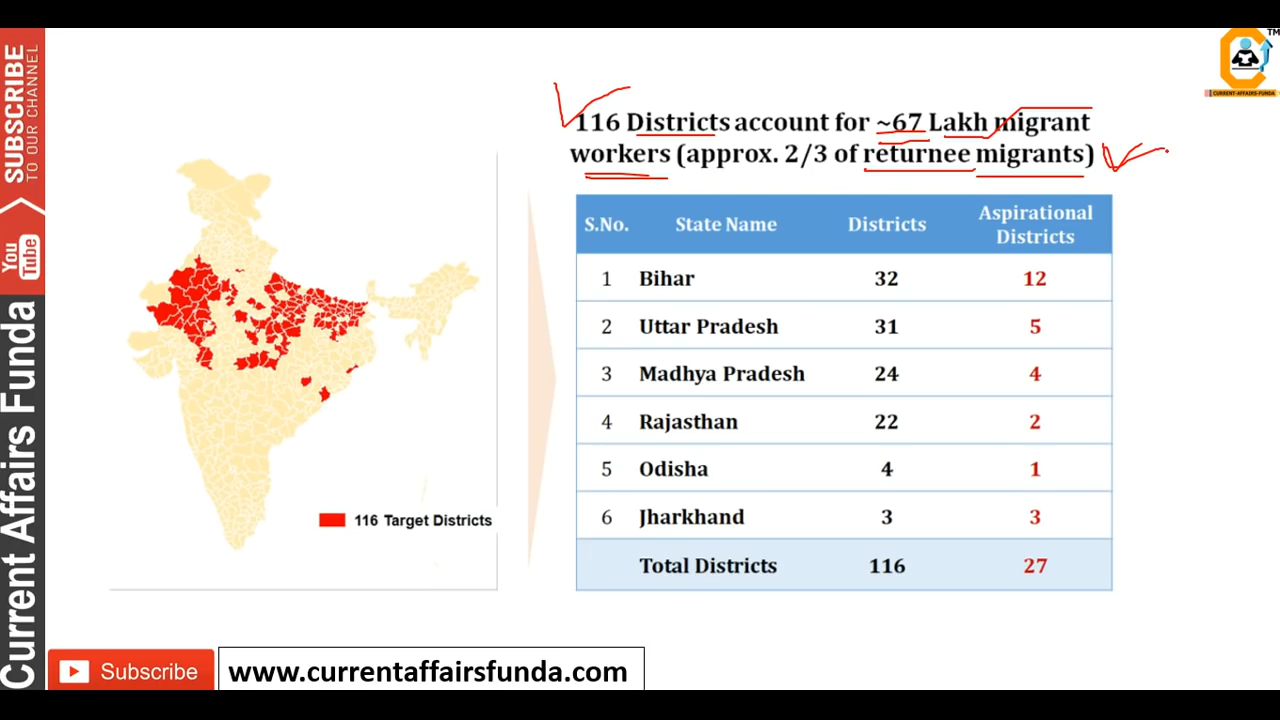 SUBSCRIBE
TO OUR CHANNEL
You
Tube
Current Affairs Funda
TM
CURRENT-AFFAIRS-FUNDA
116 Districts account for ~67 Lakh migrant
workers (approx. 2/3 of returnee migrants)
S.No. State Name Districts Aspirational Districts
1 Bihar 32 12
2 Uttar Pradesh 31 5
3 Madhya Pradesh 24 4
4 Rajasthan 22 2
5 Odisha 4 1
6 Jharkhand 3 3
Total Districts 116 27
116 Target Districts
Subscribe
www.currentaffairsfunda.com